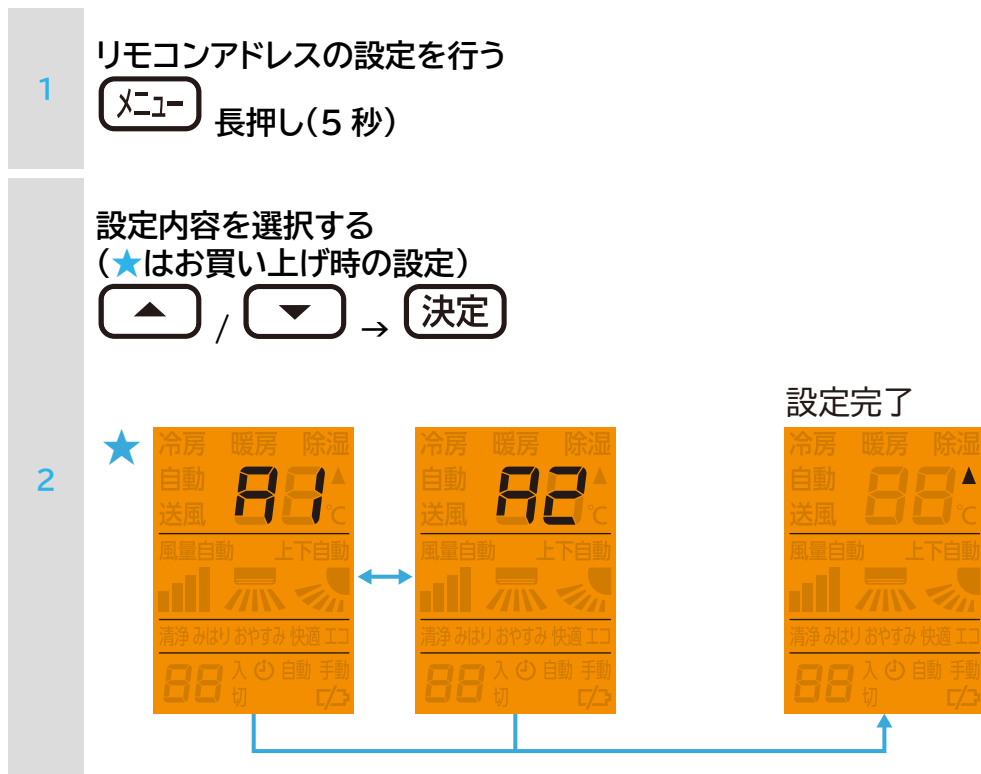 1
リモコンアドレスの設定を行う
メニュー 長押し(5 秒)
2
設定内容を選択する
(★はお買い上げ時の設定)
▲ / ▼ → 決定
設定完了
★
冷房 暖房 除湿
自動 A1 ▲
送風 ℃
風量自動 上下自動
清浄 みはり おやすみ 快適 エコ
88 入 自動 手動
切
冷房 暖房 除湿
自動 A2 ▲
送風 ℃
風量自動 上下自動
清浄 みはり おやすみ 快適 エコ
88 入 自動 手動
切
冷房 暖房 除湿
自動 88 ▲
送風 ℃
風量自動 上下自動
清浄 みはり おやすみ 快適 エコ
88 入 自動 手動
切